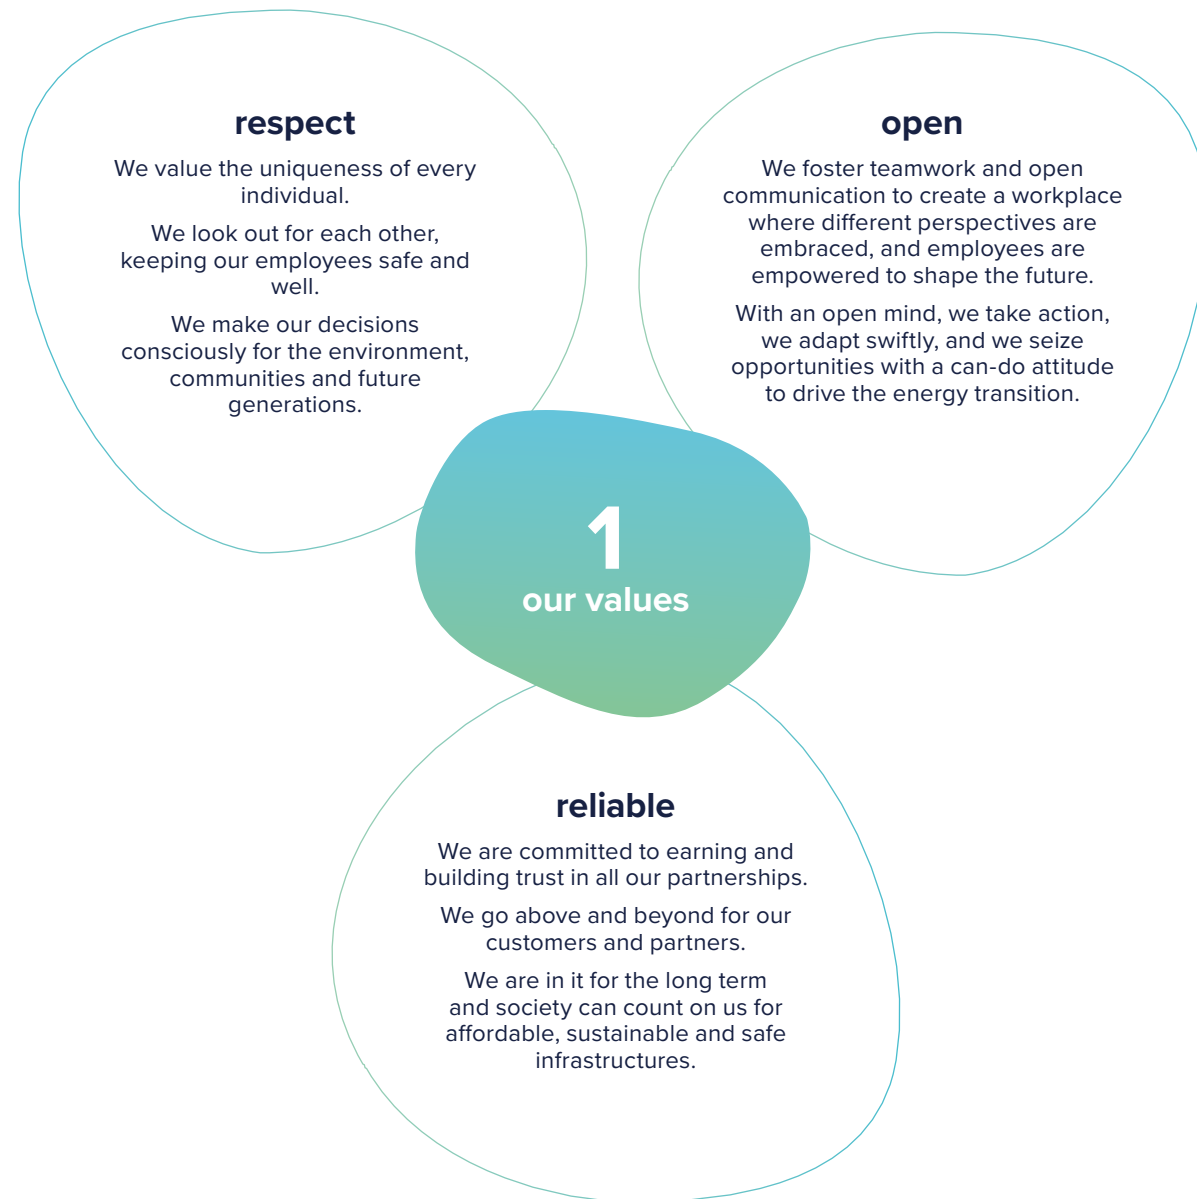 respect
We value the uniqueness of every
individual.
We look out for each other,
keeping our employees safe and
well.
We make our decisions
consciously for the environment,
communities and future
generations.
open
We foster teamwork and open
communication to create a workplace
where different perspectives are
embraced, and employees are
empowered to shape the future.
With an open mind, we take action,
we adapt swiftly, and we seize
opportunities with a can-do attitude
to drive the energy transition.
1
our values
reliable
We are committed to earning and
building trust in all our partnerships.
We go above and beyond for our
customers and partners.
We are in it for the long term
and society can count on us for
affordable, sustainable and safe
infrastructures.